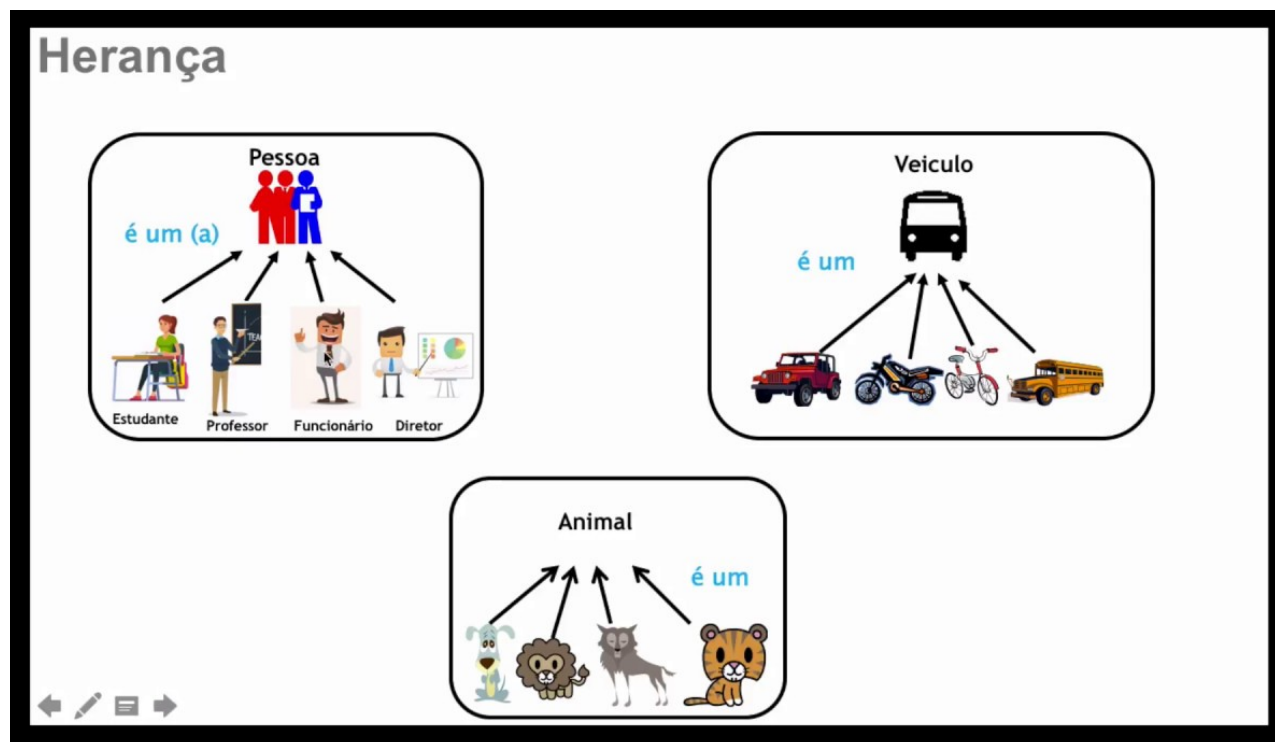 Herança
Pessoa
é um (a)
Estudante
Professor
Funcionário
Diretor
Veiculo
é um
Animal
é um